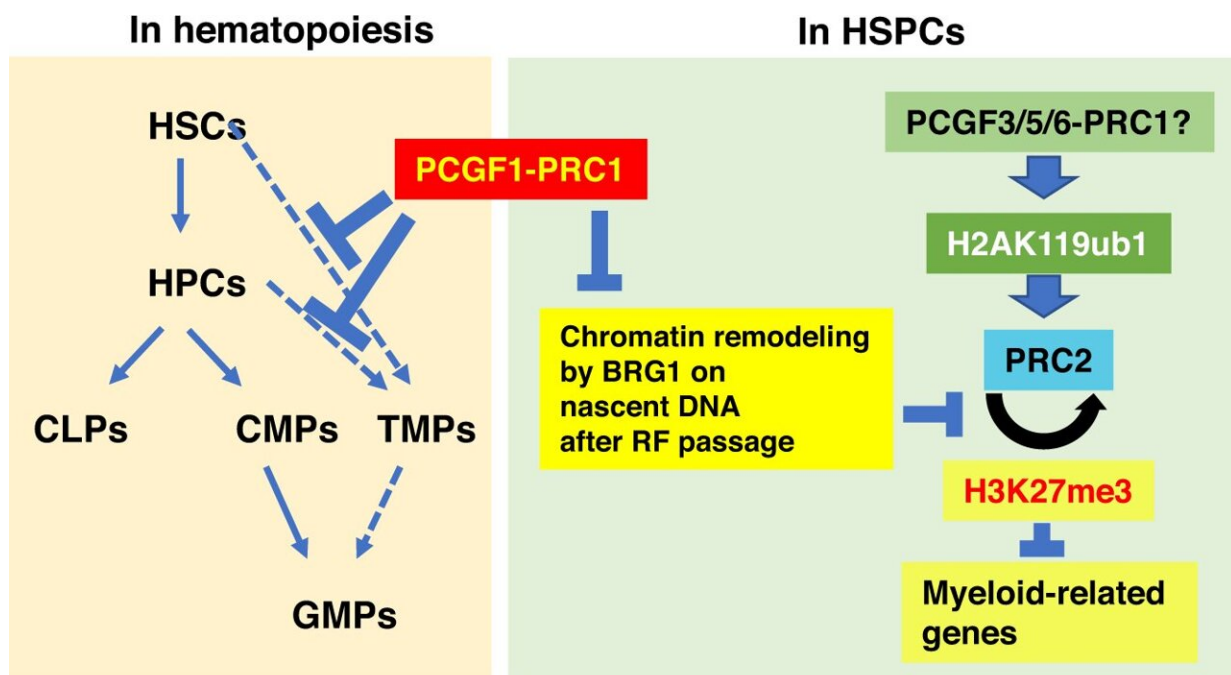 In hematopoiesis
HSCs
HPCs
CLPs
CMPs
TMPs
GMPs
PCGF1-PRC1
In HSPCs
Chromatin remodeling
by BRG1 on
nascent DNA
after RF passage
PCGF3/5/6-PRC1?
H2AK119ub1
PRC2
H3K27me3
Myeloid-related
genes